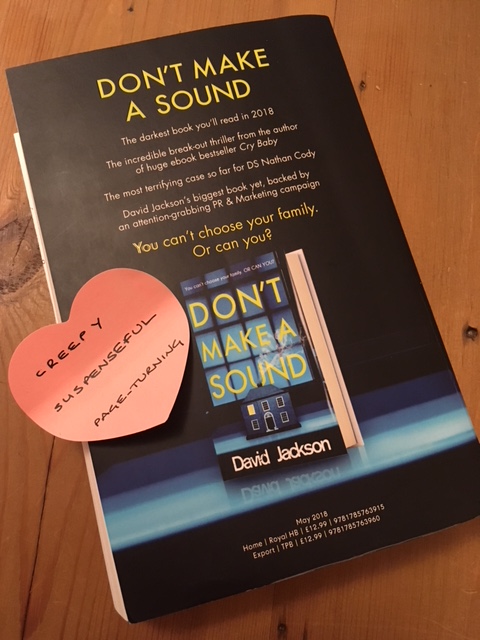 DON'T MAKE
A SOUND
The darkest book you'll read in 2018
The incredible break-out thriller from the author
of huge ebook bestseller Cry Baby
The most terrifying case so far for DS Nathan Cody
David Jackson's biggest book yet, backed by
an attention-grabbing PR & Marketing campaign
You can't choose your family.
Or can you?
CREEPY
SUSPENSEFUL
PAGE-TURNING
You can't choose your family. OR CAN YOU?
DON'T
MAKE A
SOUND
David Jackson
May 2018
Home | Royal HB | £12.99 | 9781785763915
Export | TPB | £12.99 | 9781785763960